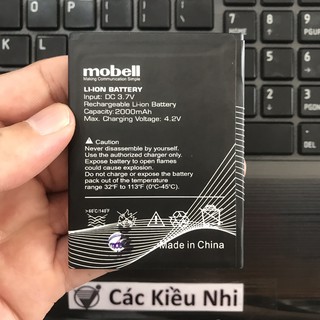 mobell
Making Communication Simple
LI-ION BATTERY
Input: DC 3.7V
Rechargeable Li-ion Battery
Capacity: 2000mAh
Max. Charging Voltage: 4.2V
Caution
Never disassemble by yourself.
Use the authorized charger only.
Expose battery to open flames
could cause explosion.
Do not charge or expose the battery
pack out of the temperature
range 32°F to 113°F (0°C-45°C).
Made in China
Các Kiều Nhi